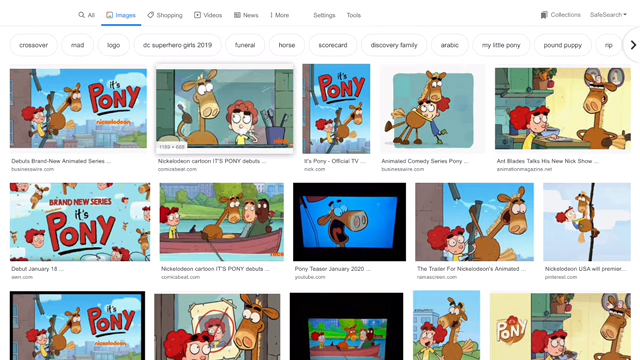 All Images Shopping Videos News More Settings Tools Collections SafeSearch
crossover mad logo dc superhero girls 2019 funeral horse scorecard discovery family arabic my little pony pound puppy
it's PONY nickelodeon
it's PONY
1189 × 669
Debuts Brand-New Animated Series ...
businesswire.com
Nickelodeon cartoon IT'S PONY debuts ...
comicsbeat.com
It's Pony - Official TV ...
nick.com
Animated Comedy Series Pony ...
businesswire.com
Ant Blades Talks His New Nick Show ...
animationmagazine.net
BRAND NEW SERIES
it's PONY
Debut January 18 ...
awn.com
Nickelodeon cartoon IT'S PONY debuts ...
comicsbeat.com
Pony Teaser January 2020 ...
youtube.com
The Trailer For Nickelodeon's Animated ...
ramascreen.com
Nickelodeon USA will premier...
pinterest.com
it's PONY nickelodeon
PONY